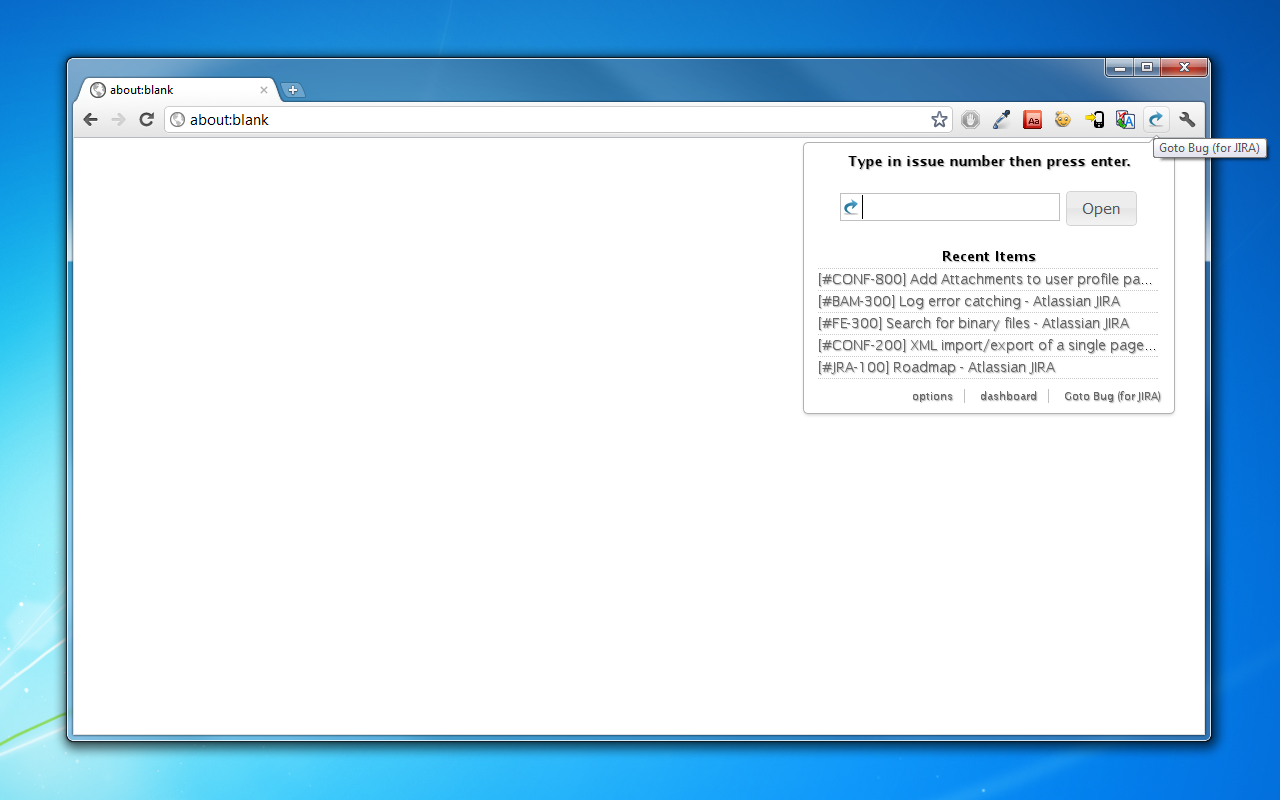 about:blank
about:blank
Aa
A
Goto Bug (for JIRA)
Type in issue number then press enter.
Open
Recent Items
[#CONF-800] Add Attachments to user profile pa...
[#BAM-300] Log error catching - Atlassian JIRA
[#FE-300] Search for binary files - Atlassian JIRA
[#CONF-200] XML import/export of a single page...
[#JRA-100] Roadmap - Atlassian JIRA
options dashboard Goto Bug (for JIRA)